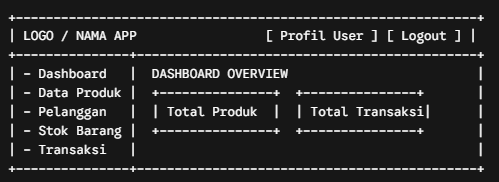 +-------------------------------------------------------------+
| LOGO / NAMA APP                 [ Profil User ] [ Logout ] |
+---------------+---------------------------------------------+
| - Dashboard   |  DASHBOARD OVERVIEW                         |
| - Data Produk |  +---------------+  +---------------+       |
| - Pelanggan   |  | Total Produk  |  | Total Transaksi|      |
| - Stok Barang |  +---------------+  +---------------+       |
| - Transaksi   |                                             |
+---------------+---------------------------------------------+